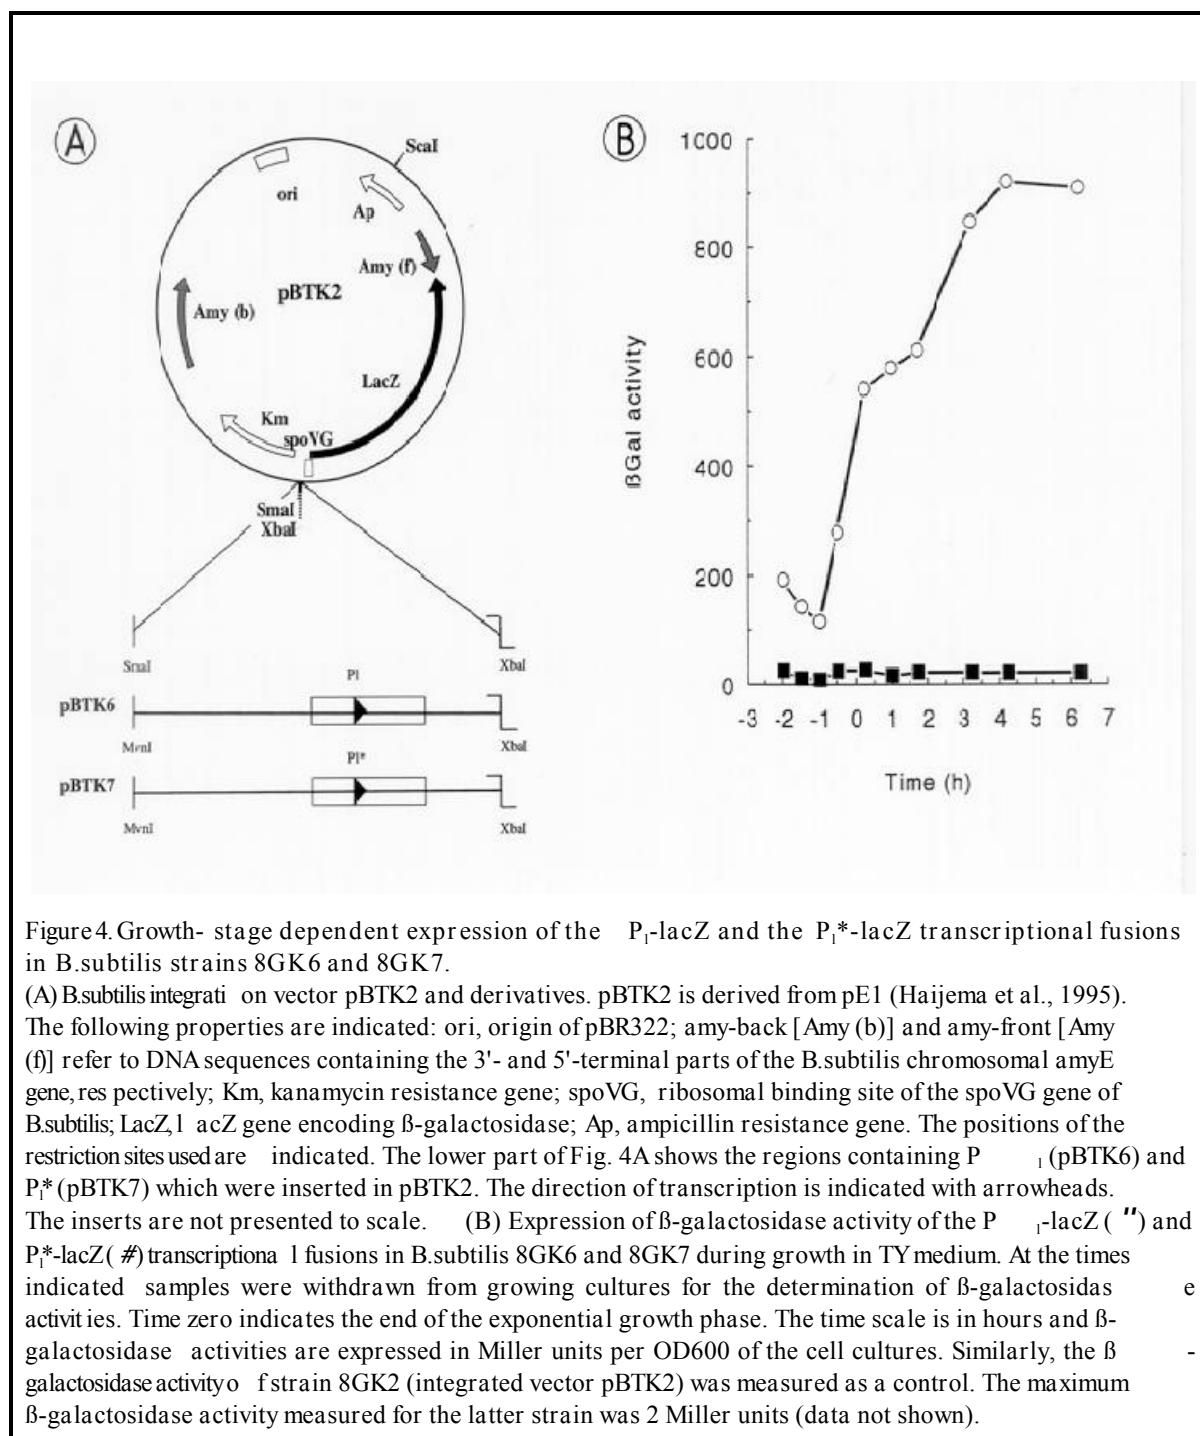 A
ScaI
ori
Ap
Amy (f)
pBTK2
Amy (b)
LacZ
Km
spoVG
SmaI
XbaI
SmaI
XbaI
Pl
pBTK6
MvnI
XbaI
Pl*
pBTK7
MvnI
XbaI
B
1000
800
600
400
200
0
ßGal activity
-3 -2 -1 0 1 2 3 4 5 6 7
Time (h)
Figure 4. Growth- stage dependent expression of the P₁-lacZ and the P₁*-lacZ transcriptional fusions
in B.subtilis strains 8GK6 and 8GK7.
(A) B.subtilis integrati on vector pBTK2 and derivatives. pBTK2 is derived from pE1 (Haijema et al., 1995).
The following properties are indicated: ori, origin of pBR322; amy-back [Amy (b)] and amy-front [Amy
(f)] refer to DNA sequences containing the 3'- and 5'-terminal parts of the B.subtilis chromosomal amyE
gene, res pectively; Km, kanamycin resistance gene; spoVG, ribosomal binding site of the spoVG gene of
B.subtilis; LacZ, l acZ gene encoding ß-galactosidase; Ap, ampicillin resistance gene. The positions of the
restriction sites used are indicated. The lower part of Fig. 4A shows the regions containing P ₁ (pBTK6) and
P₁* (pBTK7) which were inserted in pBTK2. The direction of transcription is indicated with arrowheads.
The inserts are not presented to scale. (B) Expression of ß-galactosidase activity of the P ₁-lacZ ( ") and
P₁*-lacZ ( #) transcriptiona l fusions in B.subtilis 8GK6 and 8GK7 during growth in TY medium. At the times
indicated samples were withdrawn from growing cultures for the determination of ß-galactosidas e
activities. Time zero indicates the end of the exponential growth phase. The time scale is in hours and ß-
galactosidase activities are expressed in Miller units per OD600 of the cell cultures. Similarly, the ß -
galactosidase activity o f strain 8GK2 (integrated vector pBTK2) was measured as a control. The maximum
ß-galactosidase activity measured for the latter strain was 2 Miller units (data not shown).